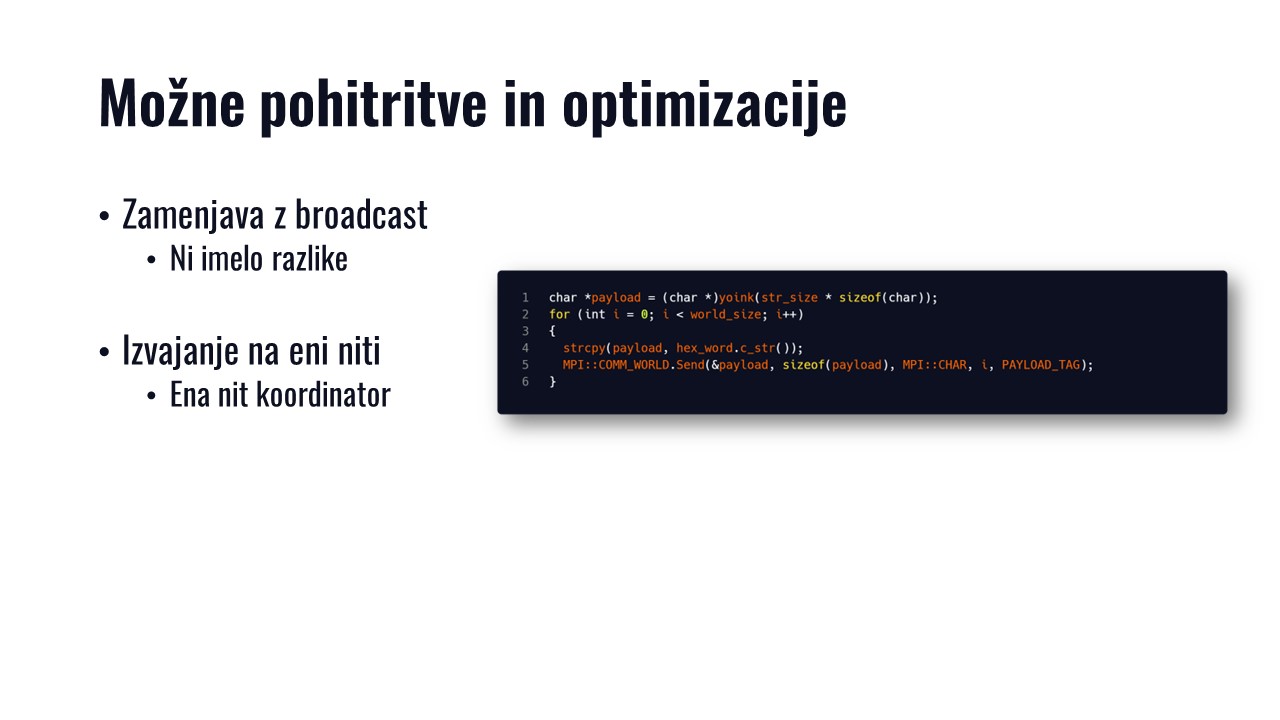 Možne pohitritve in optimizacije
• Zamenjava z broadcast
• Ni imelo razlike
• Izvajanje na eni niti
• Ena nit koordinator
1 char *payload = (char *)yoink(str_size * sizeof(char));
2 for (int i = 0; i < world_size; i++)
3 {
4 strcpy(payload, hex_word.c_str());
5 MPI::COMM_WORLD.Send(&payload, sizeof(payload), MPI::CHAR, i, PAYLOAD_TAG);
6 }